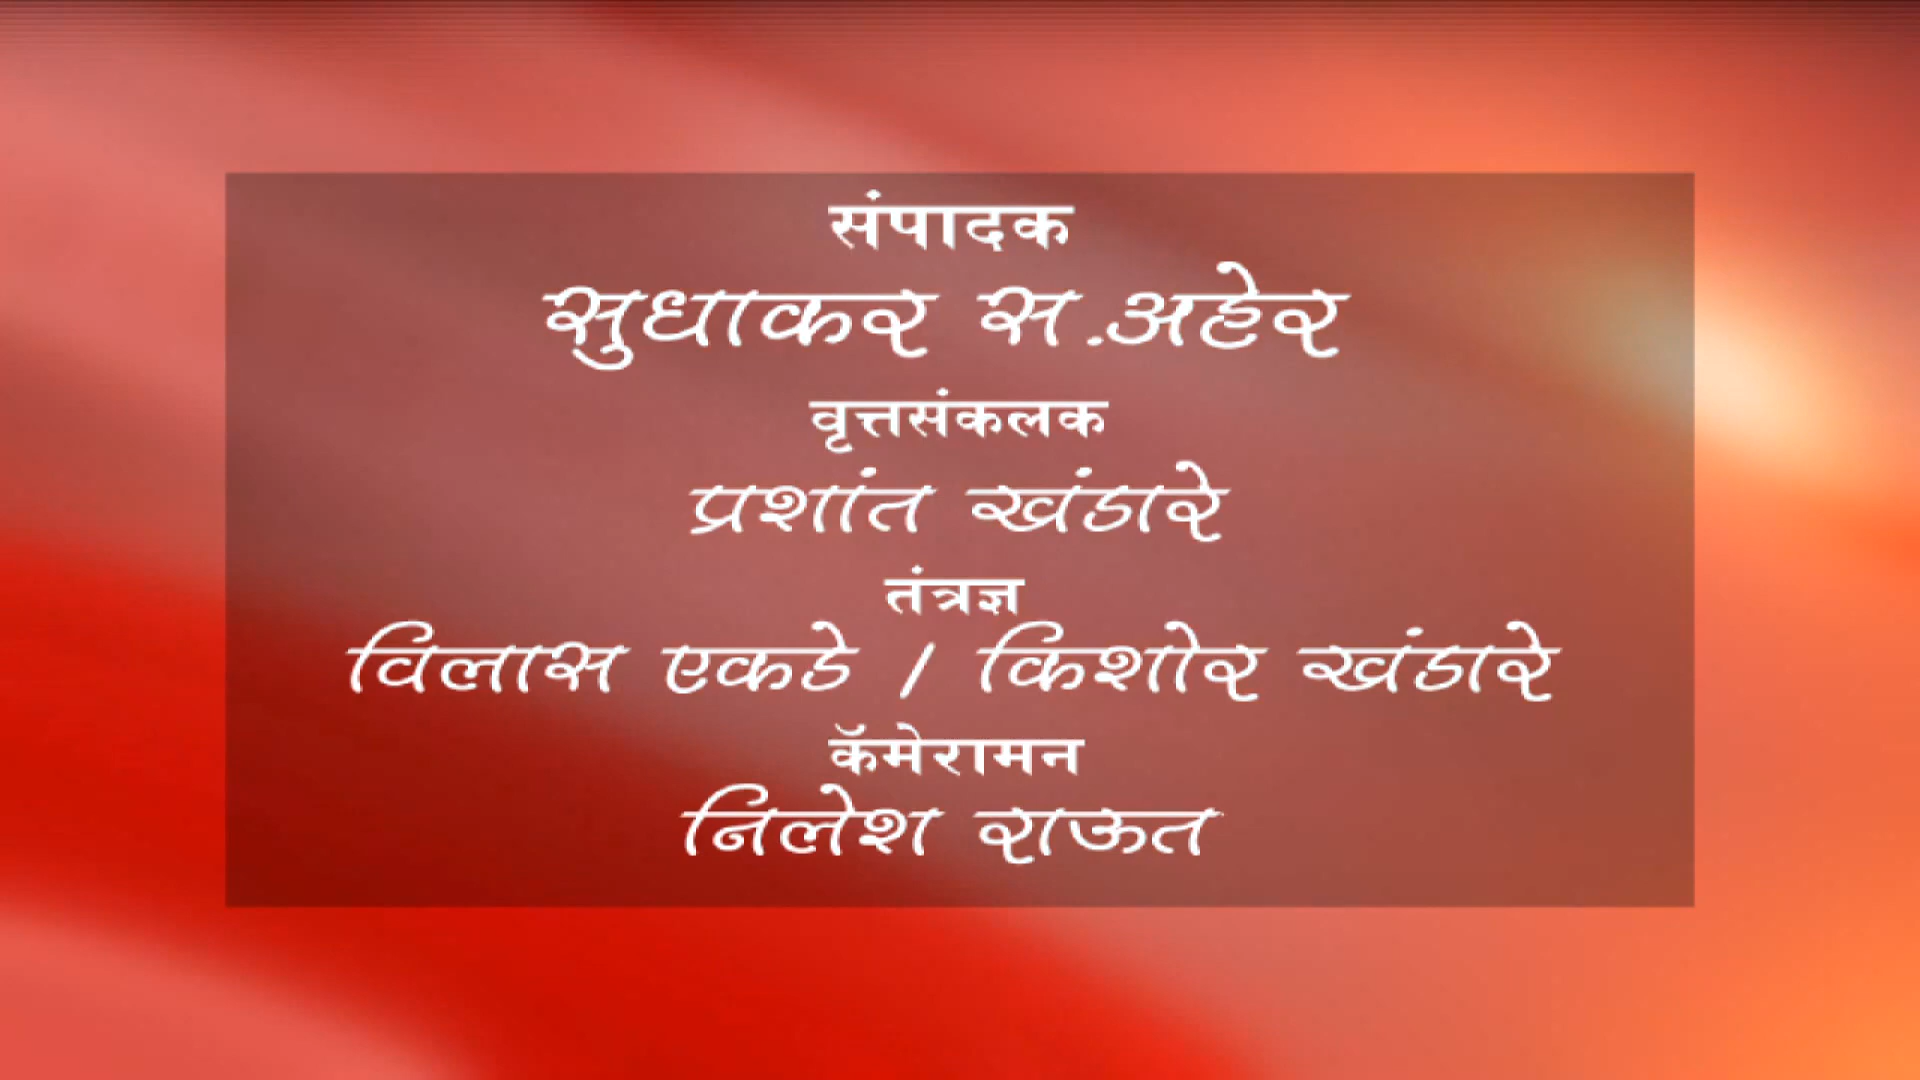 संपादक
सुधाकर स.अहेर
वृत्तसंकलक
प्रशांत खंडारे
तंत्रज्ञ
विलास एकडे / किशोर खंडारे
कॅमेरामन
निलेश राऊत